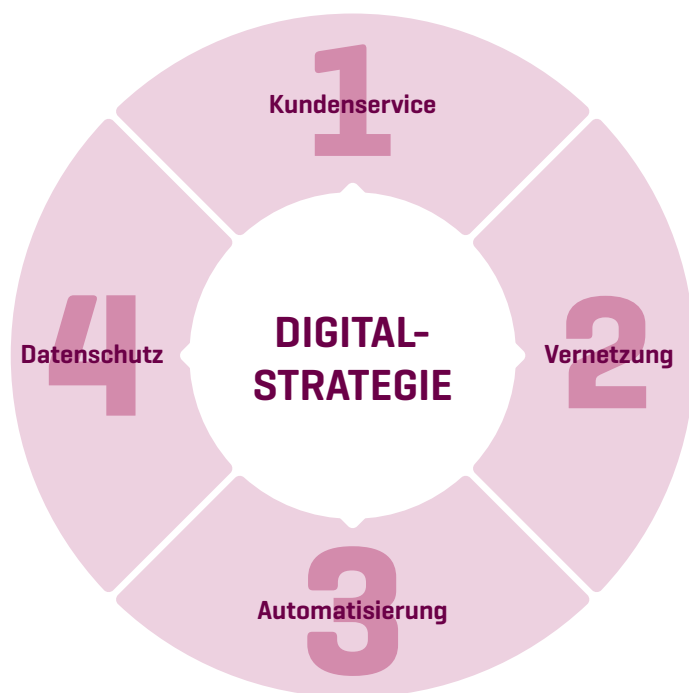 1
Kundenservice
2
Vernetzung
3
Automatisierung
4
Datenschutz
DIGITAL-
STRATEGIE